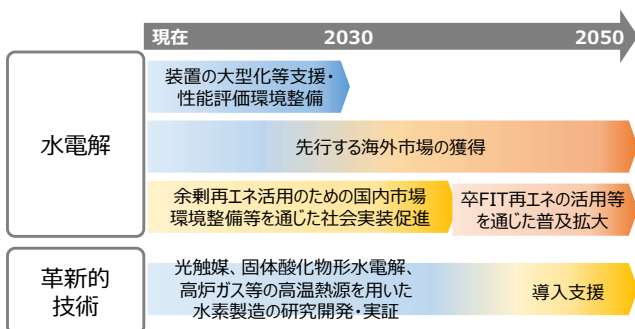 現在 2030 2050
水電解
装置の大型化等支援・
性能評価環境整備
先行する海外市場の獲得
余剰再エネ活用のための国内市場
環境整備等を通じた社会実装促進
卒FIT再エネの活用等
を通じた普及拡大
革新的
技術
光触媒、固体酸化物形水電解、
高炉ガス等の高温熱源を用いた
水素製造の研究開発・実証
導入支援